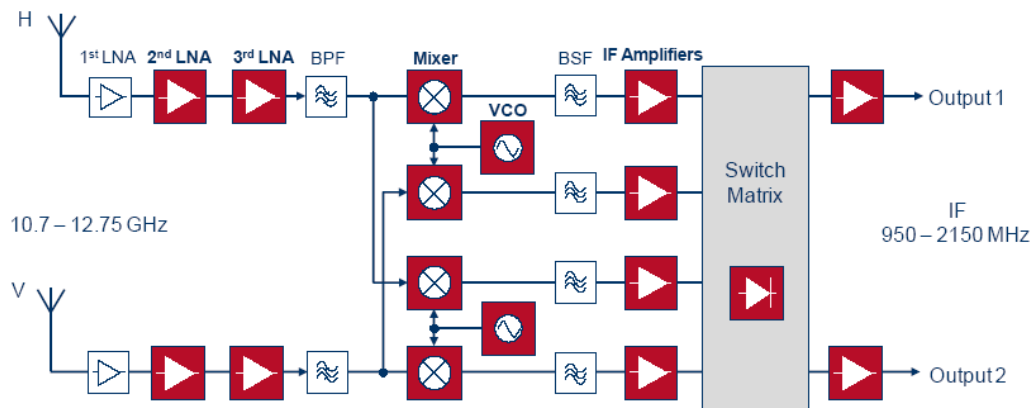 H
1st LNA
2nd LNA
3rd LNA
BPF
Mixer
BSF
IF Amplifiers
Output 1
VCO
Switch
Matrix
10.7 – 12.75 GHz
IF
950 – 2150 MHz
V
Output 2